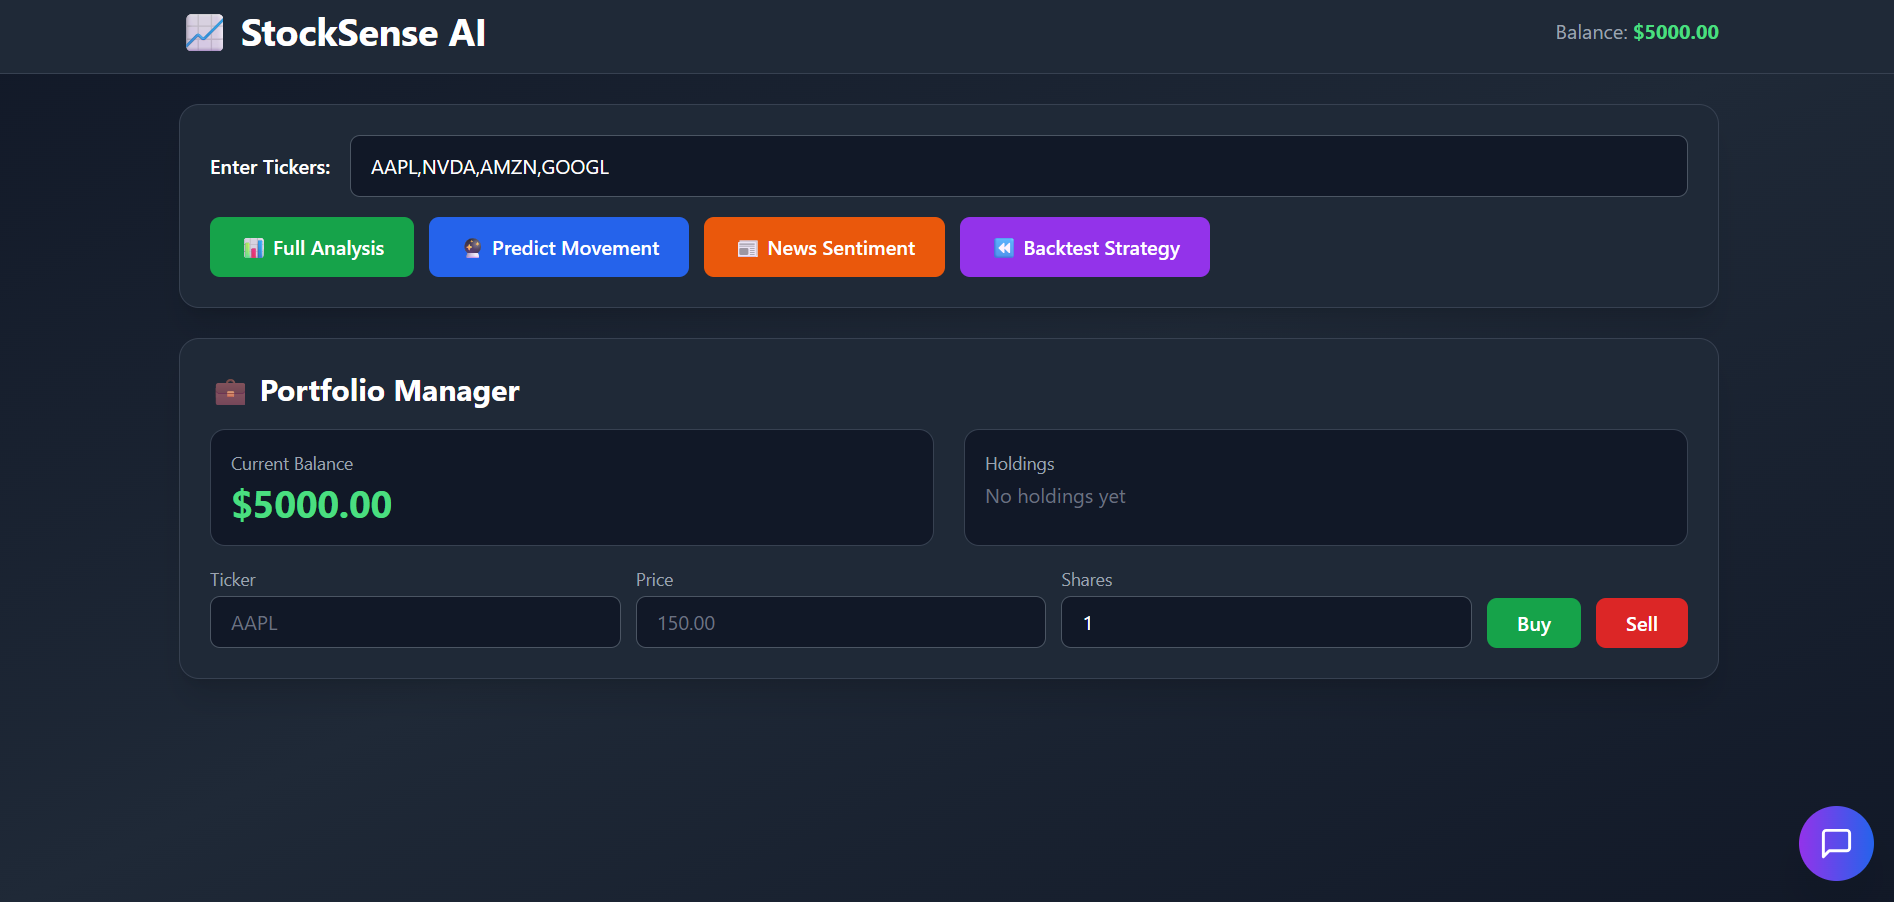 StockSense AI
Balance: $5000.00
Enter Tickers:
AAPL,NVDA,AMZN,GOOGL
Full Analysis
Predict Movement
News Sentiment
Backtest Strategy
Portfolio Manager
Current Balance
$5000.00
Holdings
No holdings yet
Ticker
AAPL
Price
150.00
Shares
1
Buy
Sell